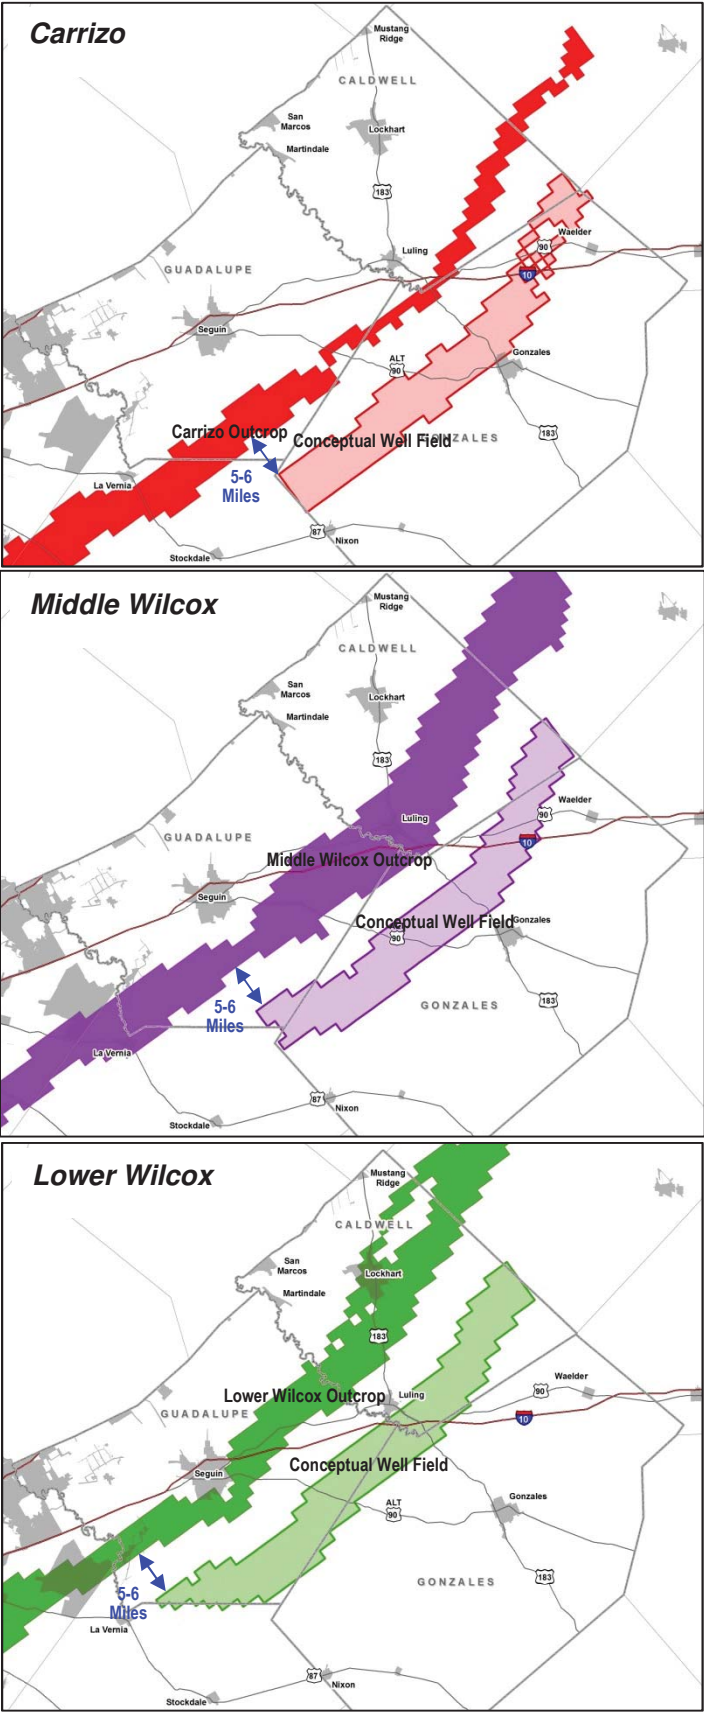 Carrizo
Mustang
Ridge
CALDWELL
San
Marcos
Lockhart
Martindale
183
Luling
Waelder
90
GUADALUPE
10
Seguin
ALT
90
Gonzales
Carrizo Outcrop
Conceptual Well Field
GONZALES
183
5-6
Miles
La Vernia
87
Nixon
Stockdale
Middle Wilcox
Mustang
Ridge
CALDWELL
San
Marcos
Lockhart
Martindale
183
Waelder
90
Luling
GUADALUPE
10
Middle Wilcox Outcrop
Seguin
Conceptual Well Field
Gonzales
90
183
GONZALES
5-6
Miles
La Vernia
87
Nixon
Stockdale
Lower Wilcox
Mustang
Ridge
CALDWELL
San
Marcos
Lockhart
Martindale
183
Waelder
90
Lower Wilcox Outcrop
Luling
GUADALUPE
10
Conceptual Well Field
Seguin
ALT
90
Gonzales
183
GONZALES
5-6
Miles
La Vernia
87
Nixon
Stockdale